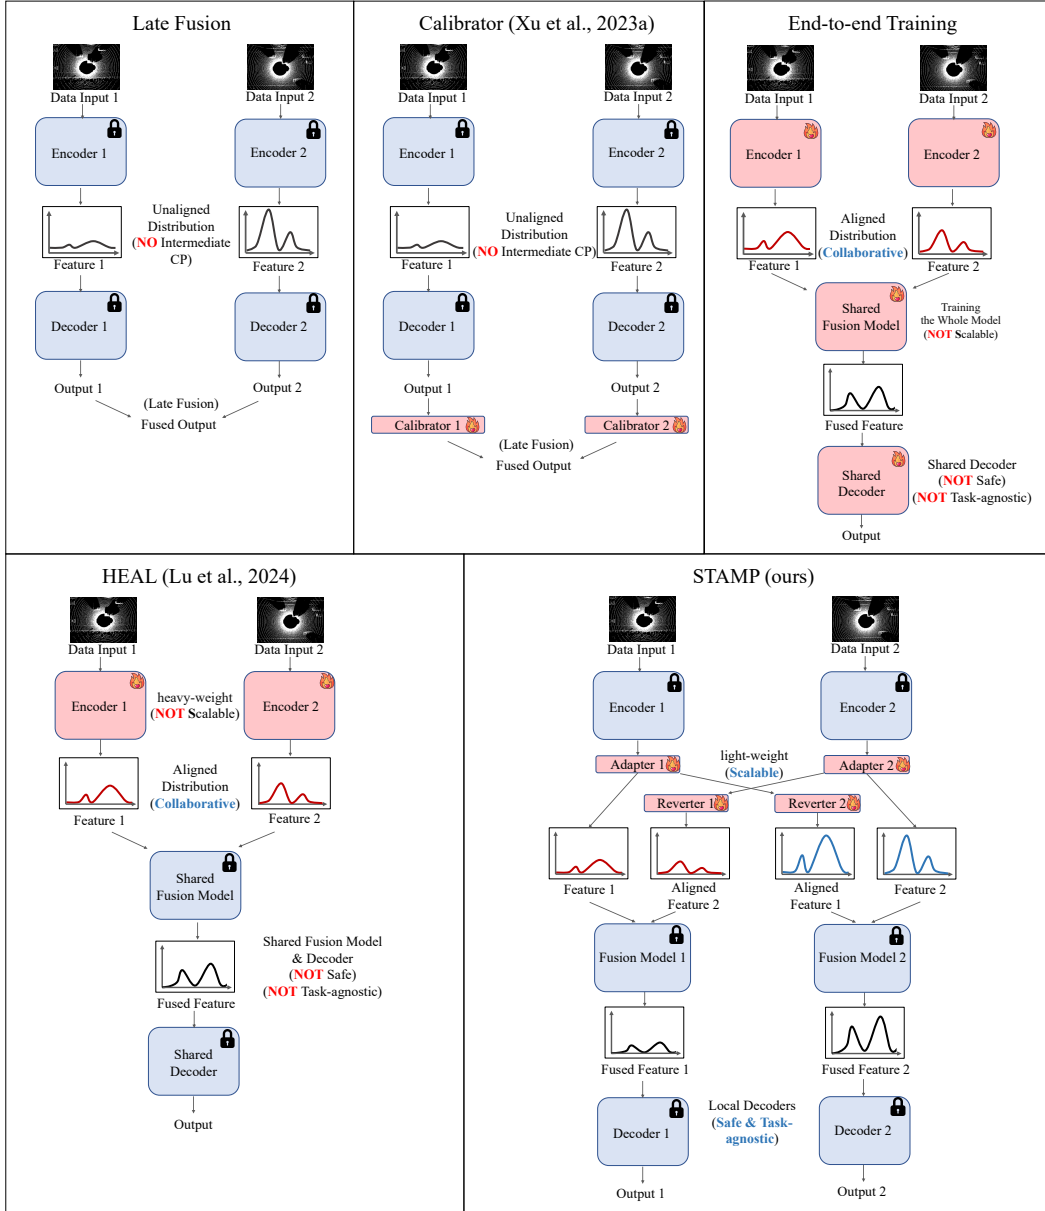 Late Fusion
Data Input 1
Data Input 2
Encoder 1
Encoder 2
Unaligned
Distribution
(NO Intermediate
CP)
Feature 1
Feature 2
Decoder 1
Decoder 2
Output 1
Output 2
(Late Fusion)
Fused Output
Calibrator (Xu et al., 2023a)
Data Input 1
Data Input 2
Encoder 1
Encoder 2
Unaligned
Distribution
(NO Intermediate CP)
Feature 1
Feature 2
Decoder 1
Decoder 2
Output 1
Output 2
Calibrator 1
Calibrator 2
(Late Fusion)
Fused Output
End-to-end Training
Data Input 1
Data Input 2
Encoder 1
Encoder 2
Aligned
Distribution
(Collaborative)
Feature 1
Feature 2
Shared
Fusion Model
Training
the Whole Model
(NOT Scalable)
Fused Feature
Shared
Decoder
Shared Decoder
(NOT Safe)
(NOT Task-agnostic)
Output
HEAL (Lu et al., 2024)
Data Input 1
Data Input 2
Encoder 1
heavy-weight
(NOT Scalable)
Encoder 2
Aligned
Distribution
(Collaborative)
Feature 1
Feature 2
Shared
Fusion Model
Shared Fusion Model
& Decoder
(NOT Safe)
(NOT Task-agnostic)
Fused Feature
Shared
Decoder
Output
STAMP (ours)
Data Input 1
Data Input 2
Encoder 1
Encoder 2
Adapter 1
light-weight
(Scalable)
Adapter 2
Reverter 1
Reverter 2
Feature 1
Aligned
Feature 2
Aligned
Feature 1
Feature 2
Fusion Model 1
Fusion Model 2
Fused Feature 1
Fused Feature 2
Decoder 1
Local Decoders
(Safe & Task-
agnostic)
Decoder 2
Output 1
Output 2